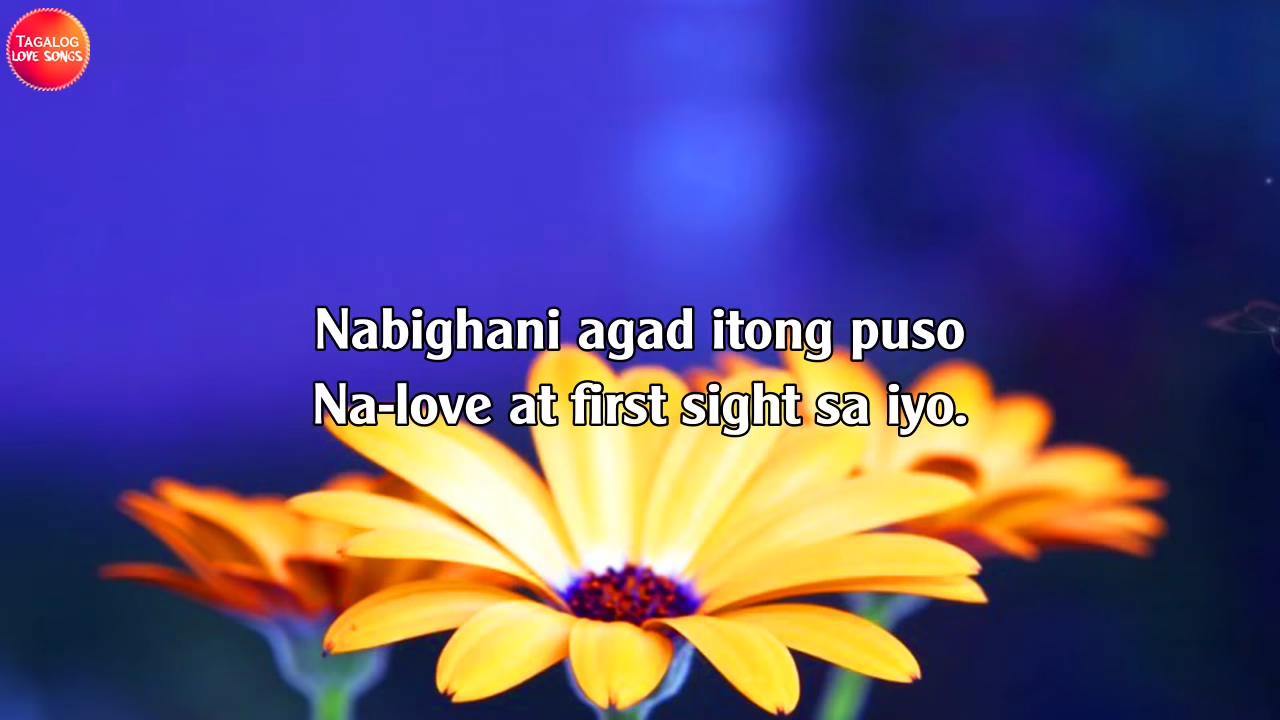 TAGALOG
LOVE SONGS
Nabighani agad itong puso
Na-love at first sight sa iyo.